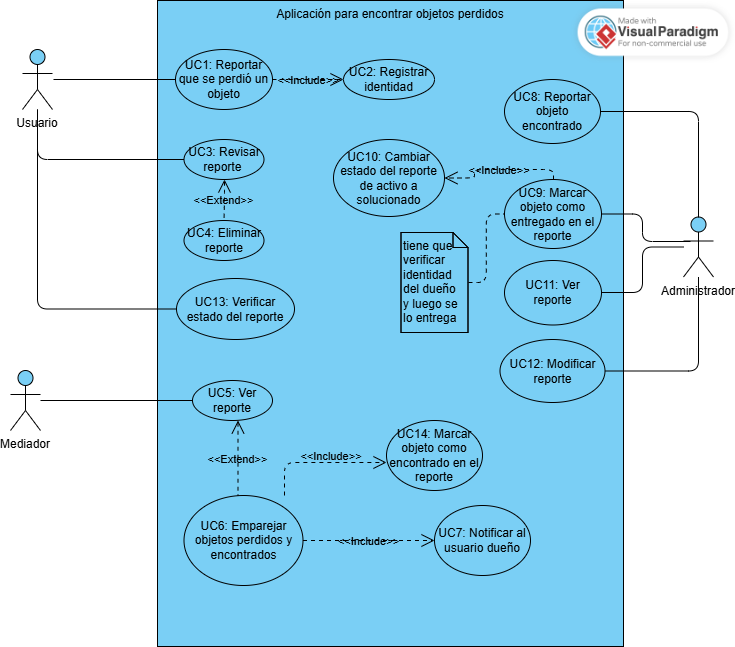 Aplicación para encontrar objetos perdidos
Made with
VisualParadigm
For non-commercial use
Usuario
UC1: Reportar
que se perdió un
objeto
<<Include>>
UC2: Registrar
identidad
UC8: Reportar
objeto
encontrado
UC3: Revisar
reporte
<<Extend>>
UC4: Eliminar
reporte
UC10: Cambiar
estado del reporte
de activo a
solucionado
<<Include>>
UC9: Marcar
objeto como
entregado en el
reporte
tiene que
verificar
identidad
del dueño
y luego se
lo entrega
UC11: Ver
reporte
Administrador
UC13: Verificar
estado del reporte
UC12: Modificar
reporte
Mediador
UC5: Ver
reporte
<<Extend>>
<<Include>>
UC14: Marcar
objeto como
encontrado en el
reporte
UC6: Emparejar
objetos perdidos y
encontrados
<<Include>>
UC7: Notificar al
usuario dueño